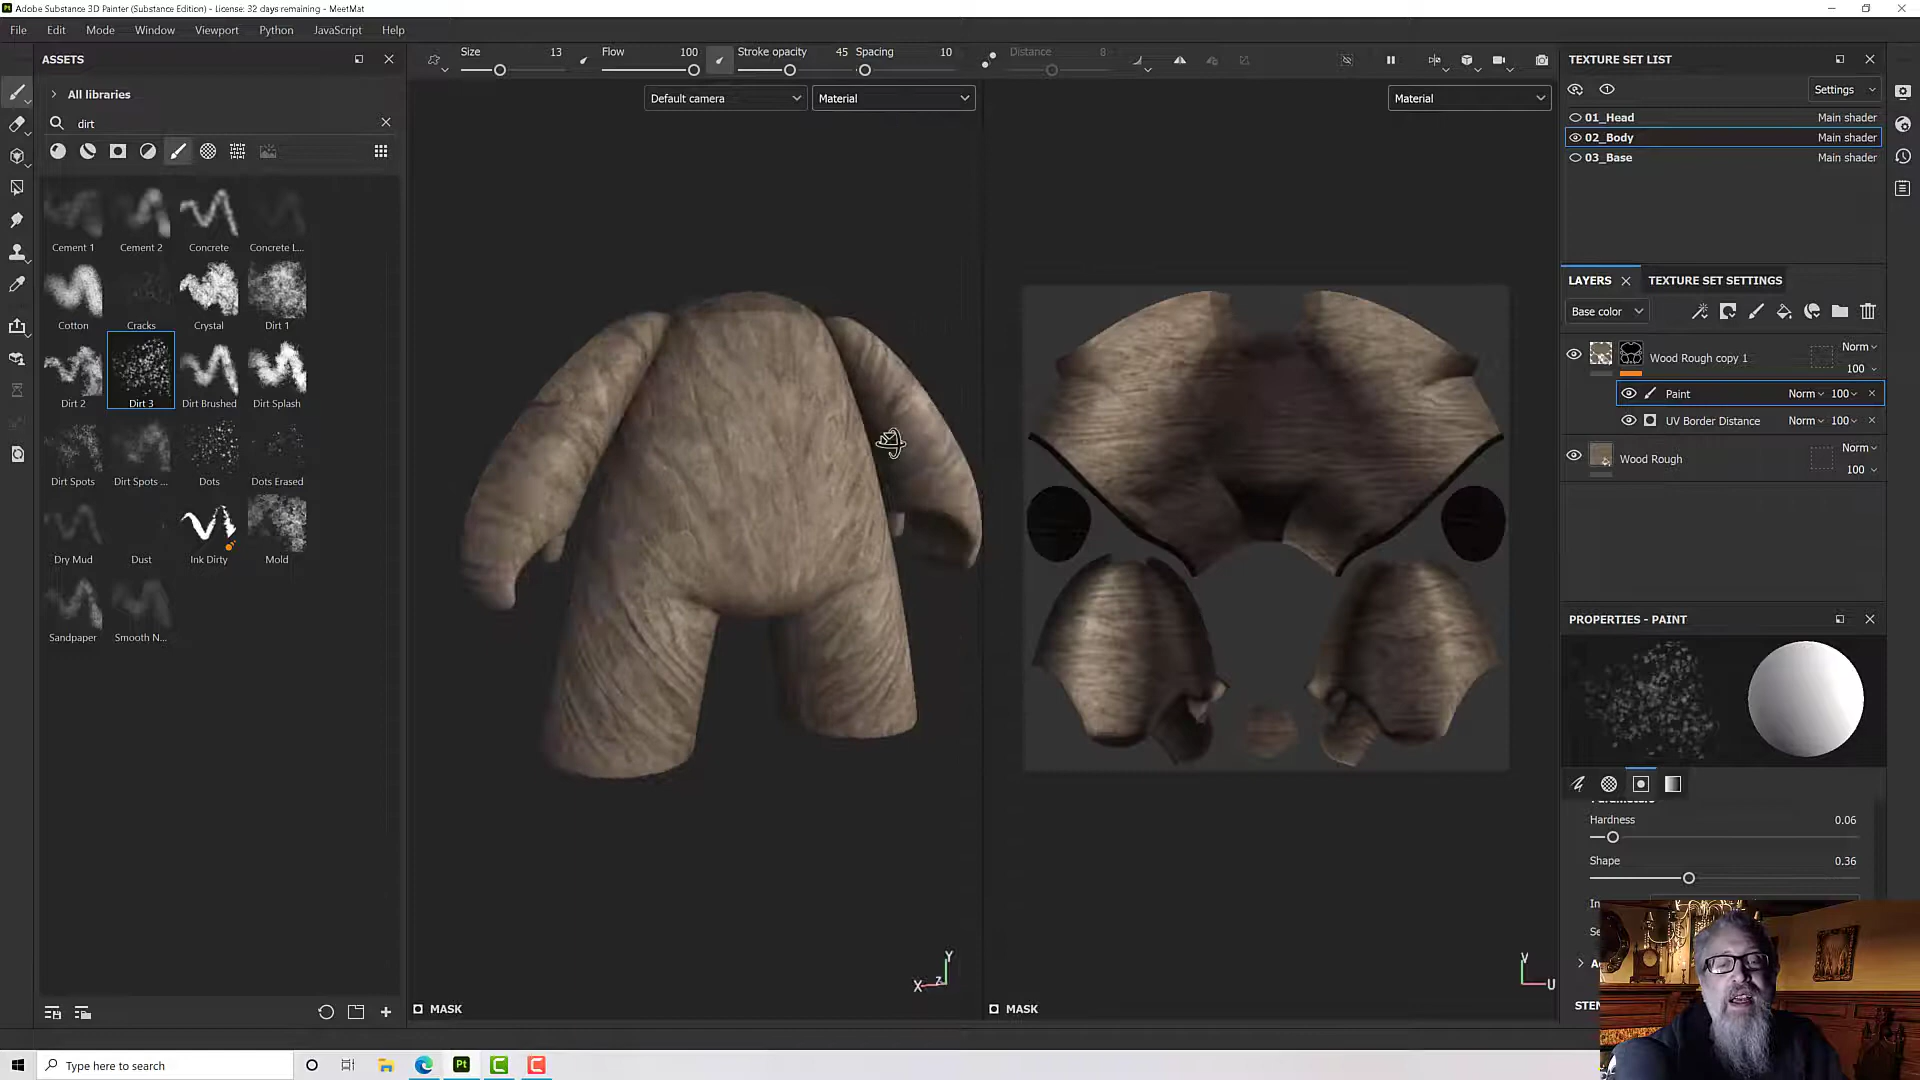 Adobe Substance 3D Painter (Substance Edition) - License: 32 days remaining - MeetMat
File Edit Mode Window Viewport Python JavaScript Help
ASSETS
Size 13 Flow 100 Stroke opacity 45 Spacing 10 Distance 8
TEXTURE SET LIST
All libraries
Default camera Material Material
Settings
dirt
01_Head Main shader
02_Body Main shader
03_Base Main shader
Cement 1 Cement 2 Concrete Concrete L...
Cotton Cracks Crystal Dirt 1
Dirt 2 Dirt 3 Dirt Brushed Dirt Splash
Dirt Spots Dirt Spots ... Dots Dots Erased
Dry Mud Dust Ink Dirty Mold
Sandpaper Smooth N...
LAYERS TEXTURE SET SETTINGS
Base color
Wood Rough copy 1 Norm 100
Paint Norm 100
UV Border Distance Norm 100
Wood Rough Norm 100
PROPERTIES - PAINT
Hardness 0.06
Shape 0.36
In
Se
STEN
Y
X Z
V
U
MASK MASK
Type here to search
Pt